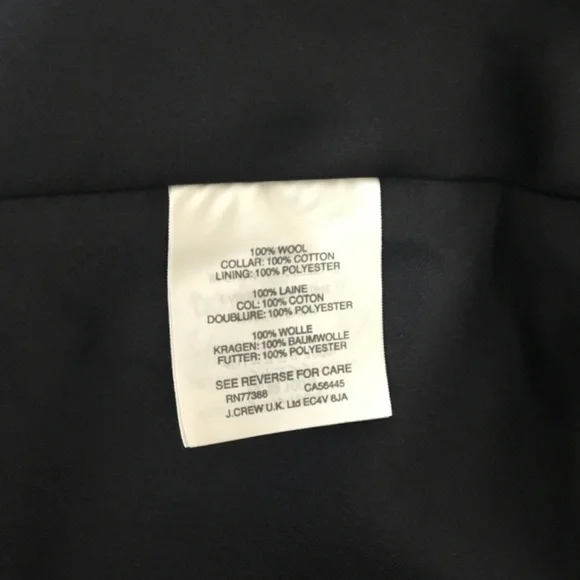 100% WOOL
COLLAR: 100% COTTON
LINING: 100% POLYESTER
100% LAINE
COL: 100% COTON
DOUBLURE: 100% POLYESTER
100% WOLLE
KRAGEN: 100% BAUMWOLLE
FUTTER: 100% POLYESTER
SEE REVERSE FOR CARE
RN77388 CA56445
J.CREW U.K. Ltd EC4V 6JA